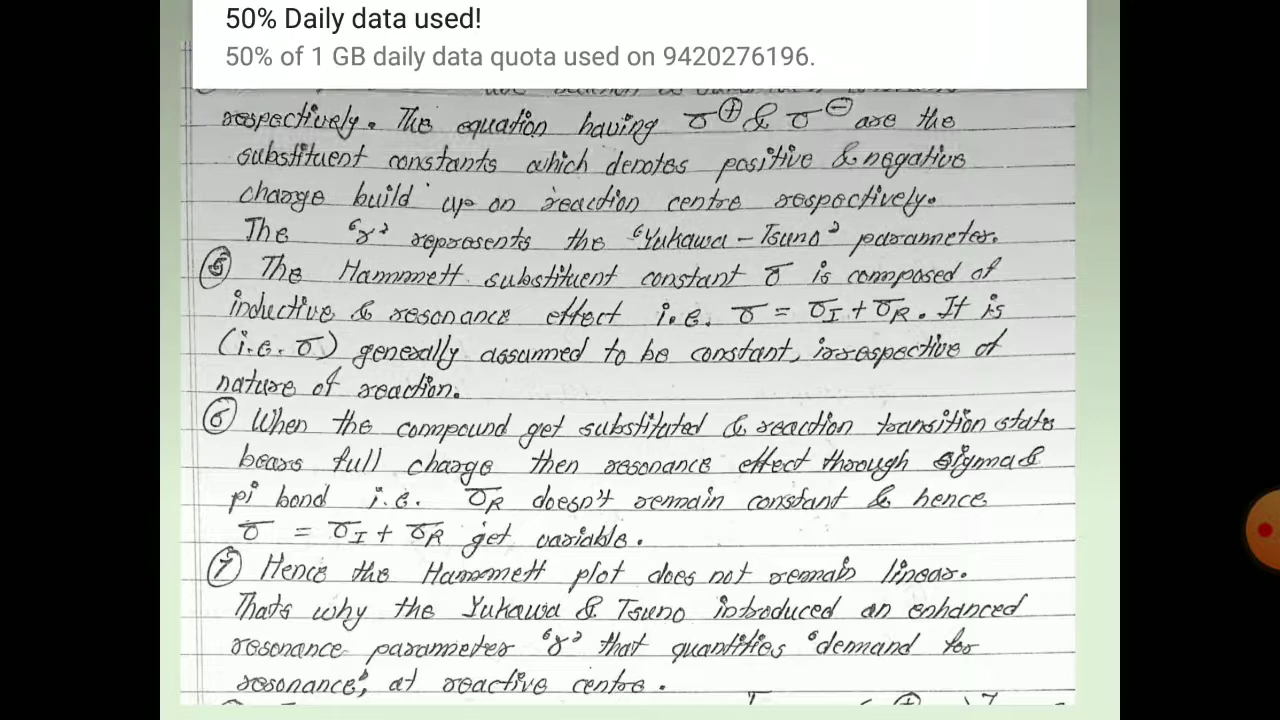 50% Daily data used!
50% of 1 GB daily data quota used on 9420276196.
respectively. The equation having σ⊕ & σ⊖ are the
substituent constants which denotes positive & negative
charge build up on reaction centre respectively.
The 'r' represents the 'Yukawa – Tsuno' parameter.
⑤ The Hammett substituent constant σ is composed of
inductive & resonance effect i.e. σ = σI + σR. It is
(i.e. σ) generally assumed to be constant, irrespective of
nature of reaction.
⑥ When the compound get substituted & reaction transition state
bears full charge then resonance effect through sigma &
pi bond i.e. σR doesn't remain constant & hence
σ = σI + σR get variable.
⑦ Hence the Hammett plot does not remain linear.
Thats why the Yukawa & Tsuno introduced an enhanced
resonance parameter 'r' that quantities 'demand for
resonance', at reactive centre.